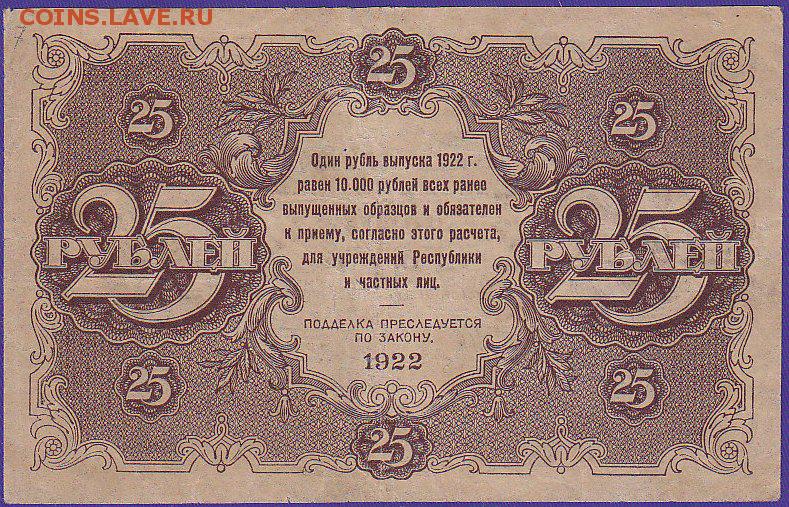 COINS.LAVE.RU
25
25
25
25
РУБЛЕЙ
25
РУБЛЕЙ
Один рубль выпуска 1922 г.
равен 10.000 рублей всех ранее
выпущенных образцов и обязателен
к приему, согласно этого расчета,
для учреждений Республики
и частных лиц.
ПОДДЕЛКА ПРЕСЛЕДУЕТСЯ
ПО ЗАКОНУ.
1922
25
25
25